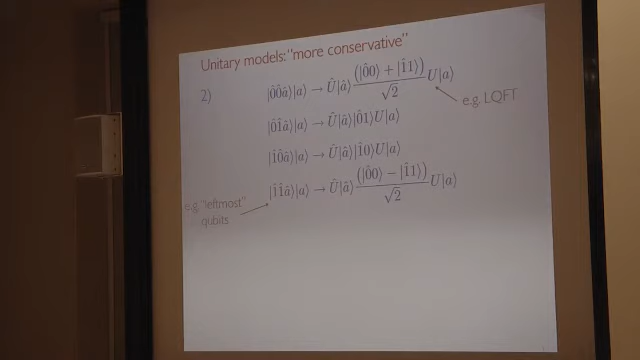 Unitary models: "more conservative"
2) |0̂0̂â⟩|a⟩ → Û|â⟩ (|0̂0⟩ + |1̂1⟩)/√2 U|a⟩
e.g. LQFT
|0̂1̂â⟩|a⟩ → Û|â⟩|0̂1⟩U|a⟩
|1̂0̂â⟩|a⟩ → Û|â⟩|1̂0⟩U|a⟩
|1̂1̂â⟩|a⟩ → Û|â⟩ (|0̂0⟩ − |1̂1⟩)/√2 U|a⟩
e.g. "leftmost"
qubits